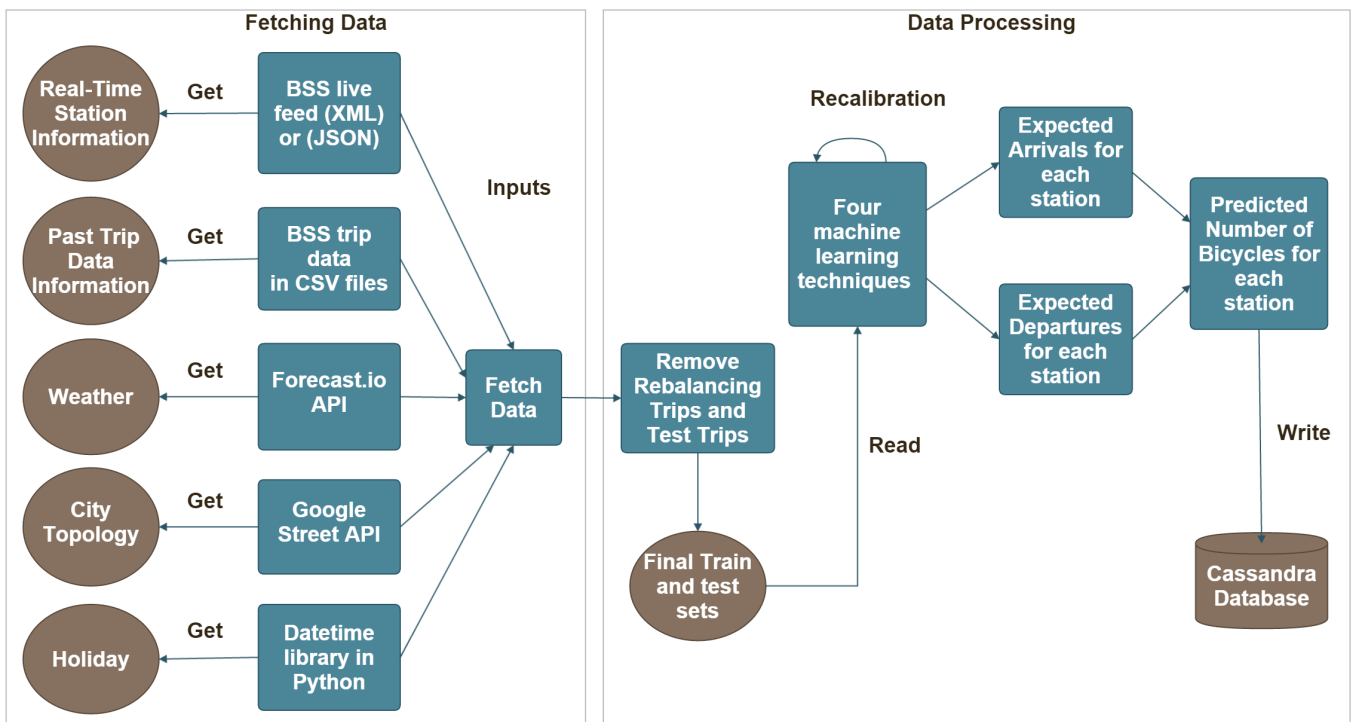 Fetching Data
Real-Time
Station
Information
Get
BSS live
feed (XML)
or (JSON)
Inputs
Past Trip
Data
Information
Get
BSS trip
data
in CSV files
Weather
Get
Forecast.io
API
Fetch
Data
City
Topology
Get
Google
Street API
Holiday
Get
Datetime
library in
Python
Data Processing
Remove
Rebalancing
Trips and
Test Trips
Final Train
and test
sets
Read
Recalibration
Four
machine
learning
techniques
Expected
Arrivals for
each
station
Expected
Departures
for each
station
Predicted
Number of
Bicycles for
each
station
Write
Cassandra
Database